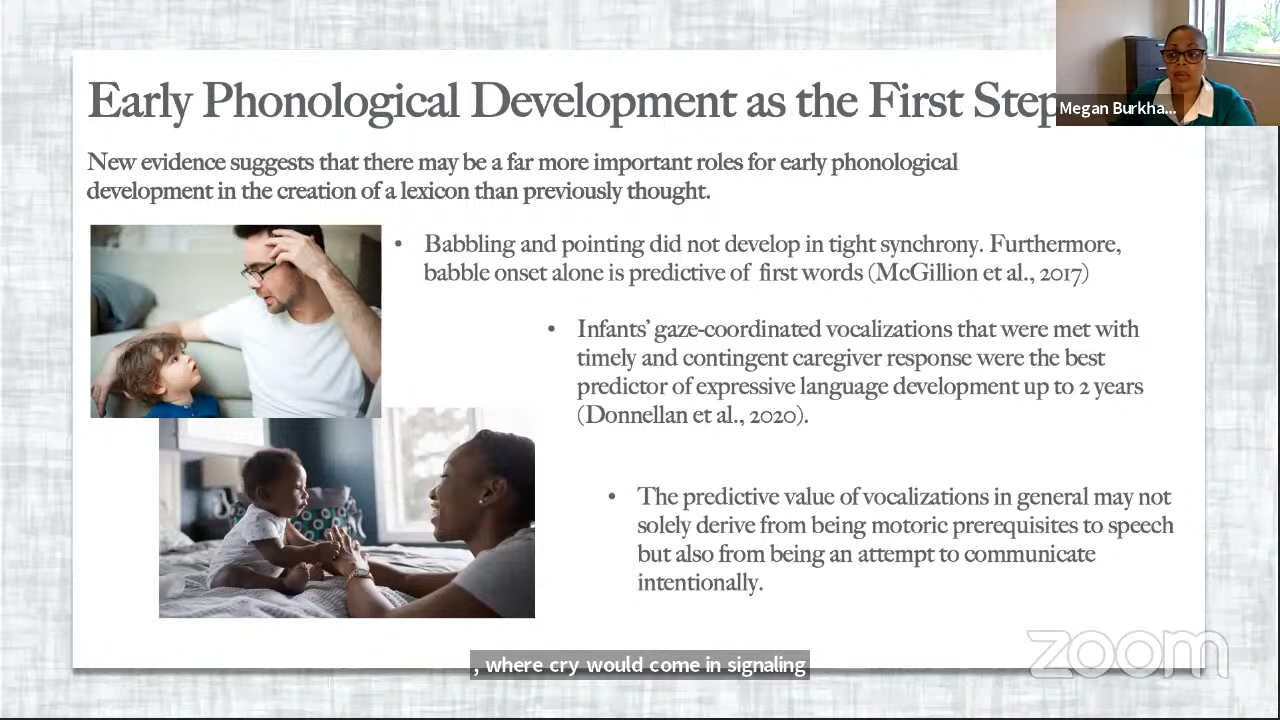 Early Phonological Development as the First Step
Megan Burkha...
New evidence suggests that there may be a far more important roles for early phonological
development in the creation of a lexicon than previously thought.
• Babbling and pointing did not develop in tight synchrony. Furthermore,
babble onset alone is predictive of first words (McGillion et al., 2017)
• Infants' gaze-coordinated vocalizations that were met with
timely and contingent caregiver response were the best
predictor of expressive language development up to 2 years
(Donnellan et al., 2020).
• The predictive value of vocalizations in general may not
solely derive from being motoric prerequisites to speech
but also from being an attempt to communicate
intentionally.
zoom
, where cry would come in signaling